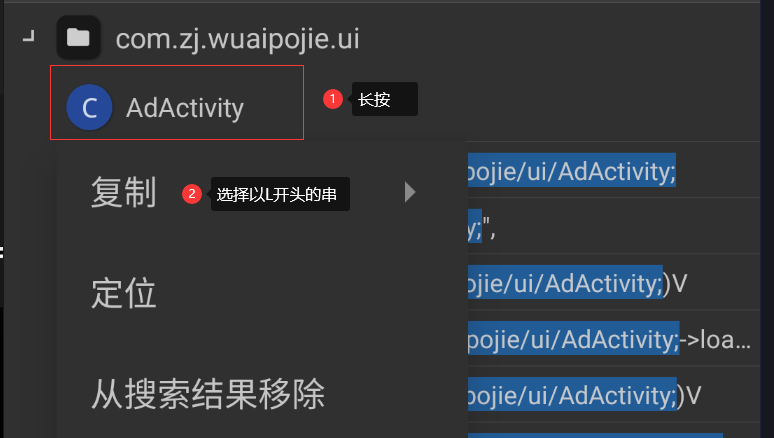 com.zj.wuaipojie.ui
C AdActivity
1 长按
pojie/ui/AdActivity;
复制
2 选择以L开头的串
y;",
ojie/ui/AdActivity;)V
定位
pojie/ui/AdActivity;->loa...
从搜索结果移除
pojie/ui/AdActivity;)V